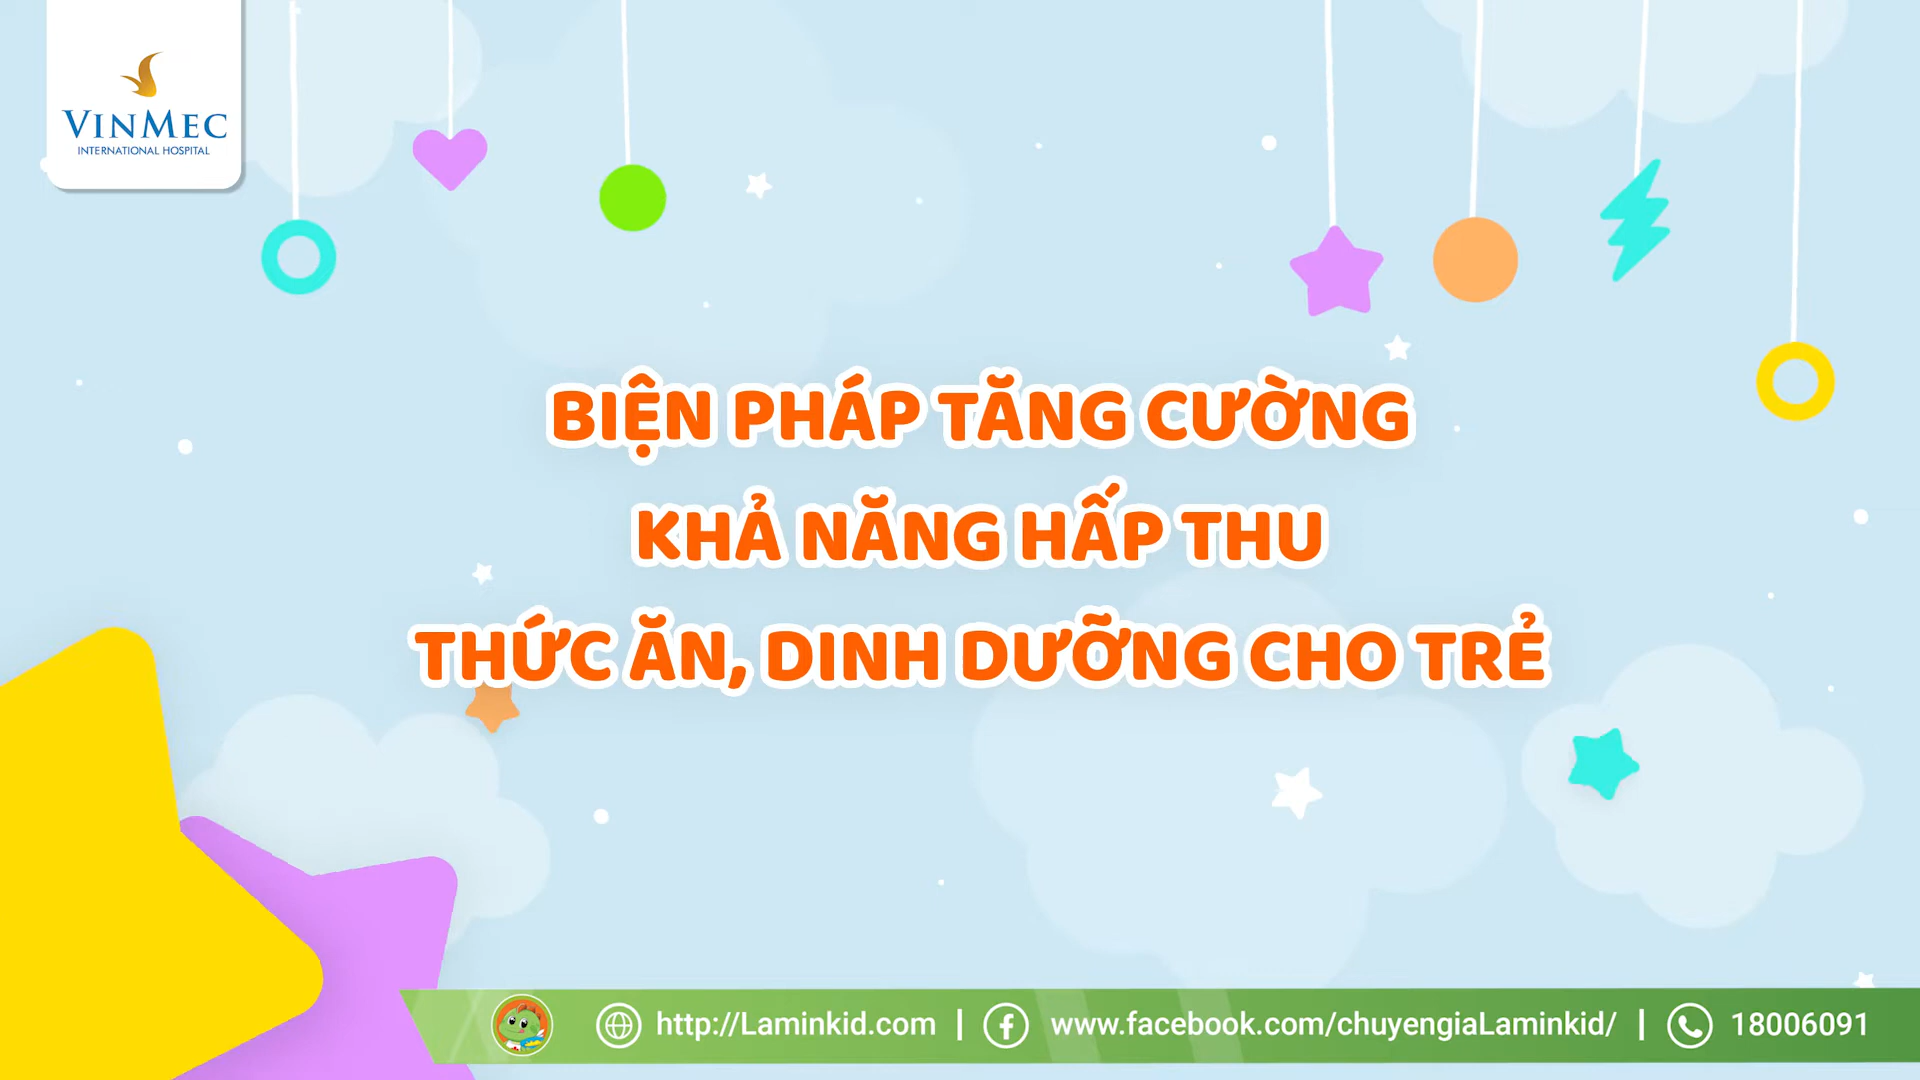 VINMEC
INTERNATIONAL HOSPITAL
BIỆN PHÁP TĂNG CƯỜNG
KHẢ NĂNG HẤP THU
THỨC ĂN, DINH DƯỠNG CHO TRẺ
http://Laminkid.com | www.facebook.com/chuyengiaLaminkid/ | 18006091